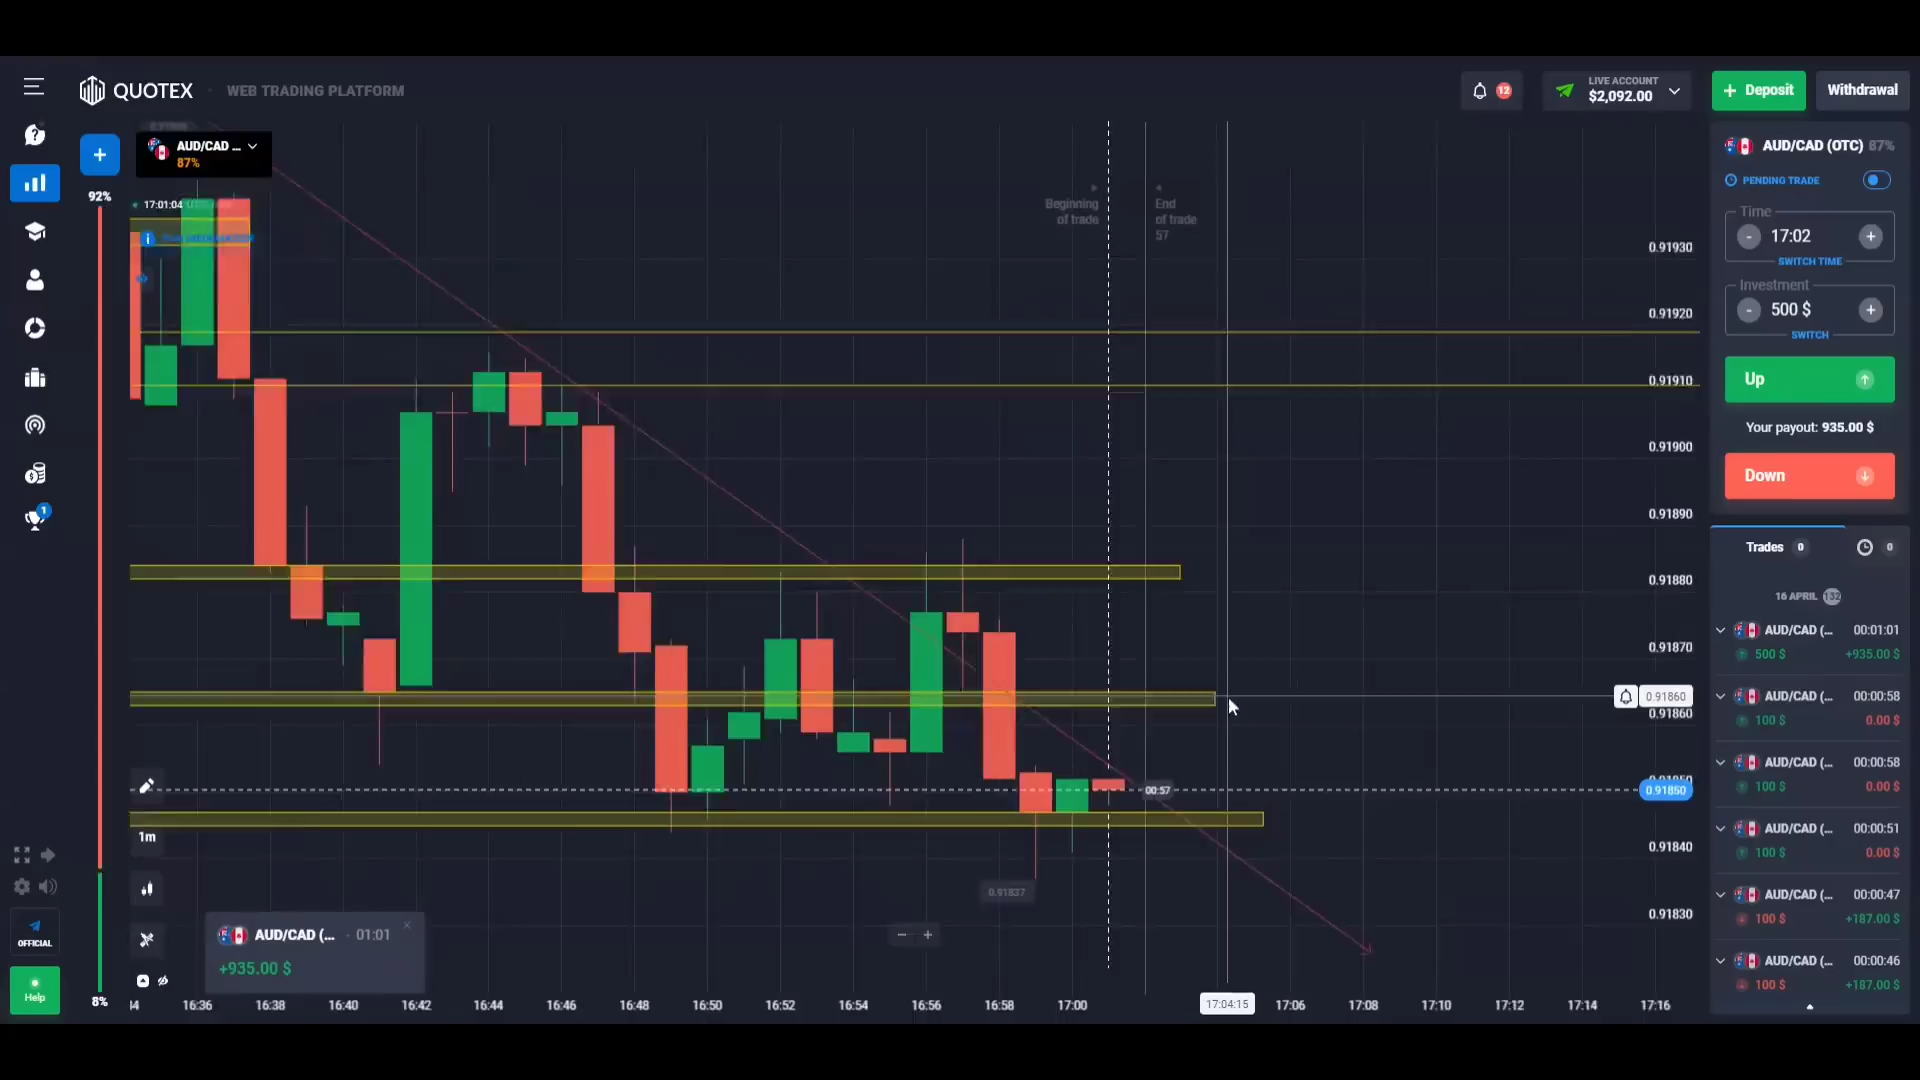 QUOTEX
WEB TRADING PLATFORM
12
LIVE ACCOUNT
$2,092.00
+ Deposit
Withdrawal
+
AUD/CAD ...
87%
92%
17:01:04
Beginning
of trade
End
of trade
57
0.91930
0.91920
0.91910
0.91900
0.91890
0.91880
0.91870
0.91860
0.91860
0.91850
0.91840
0.91830
AUD/CAD (OTC) 87%
PENDING TRADE
Time
- 17:02 +
SWITCH TIME
Investment
- 500 $ +
SWITCH
Up
Your payout: 935.00 $
Down
Trades 0
0
16 APRIL 132
AUD/CAD (... 00:01:01
500 $ +935.00 $
AUD/CAD (... 00:00:58
100 $ 0.00 $
AUD/CAD (... 00:00:58
100 $ 0.00 $
AUD/CAD (... 00:00:51
100 $ 0.00 $
AUD/CAD (... 00:00:47
100 $ +187.00 $
AUD/CAD (... 00:00:46
100 $ +187.00 $
1
00:57
1m
0.91837
− +
AUD/CAD (... - 01:01
+935.00 $
OFFICIAL
Help
8%
34 16:36 16:38 16:40 16:42 16:44 16:46 16:48 16:50 16:52 16:54 16:56 16:58 17:00 17:04:15 17:06 17:08 17:10 17:12 17:14 17:16